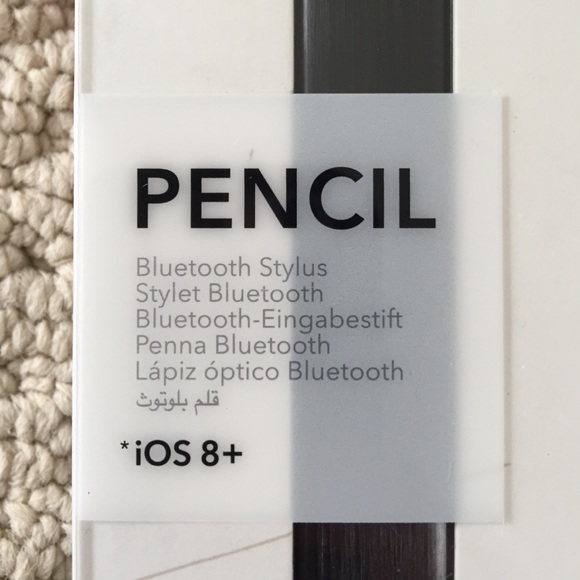 PENCIL
Bluetooth Stylus
Stylet Bluetooth
Bluetooth-Eingabestift
Penna Bluetooth
Lápiz óptico Bluetooth
قلم بلوتوث
*iOS 8+